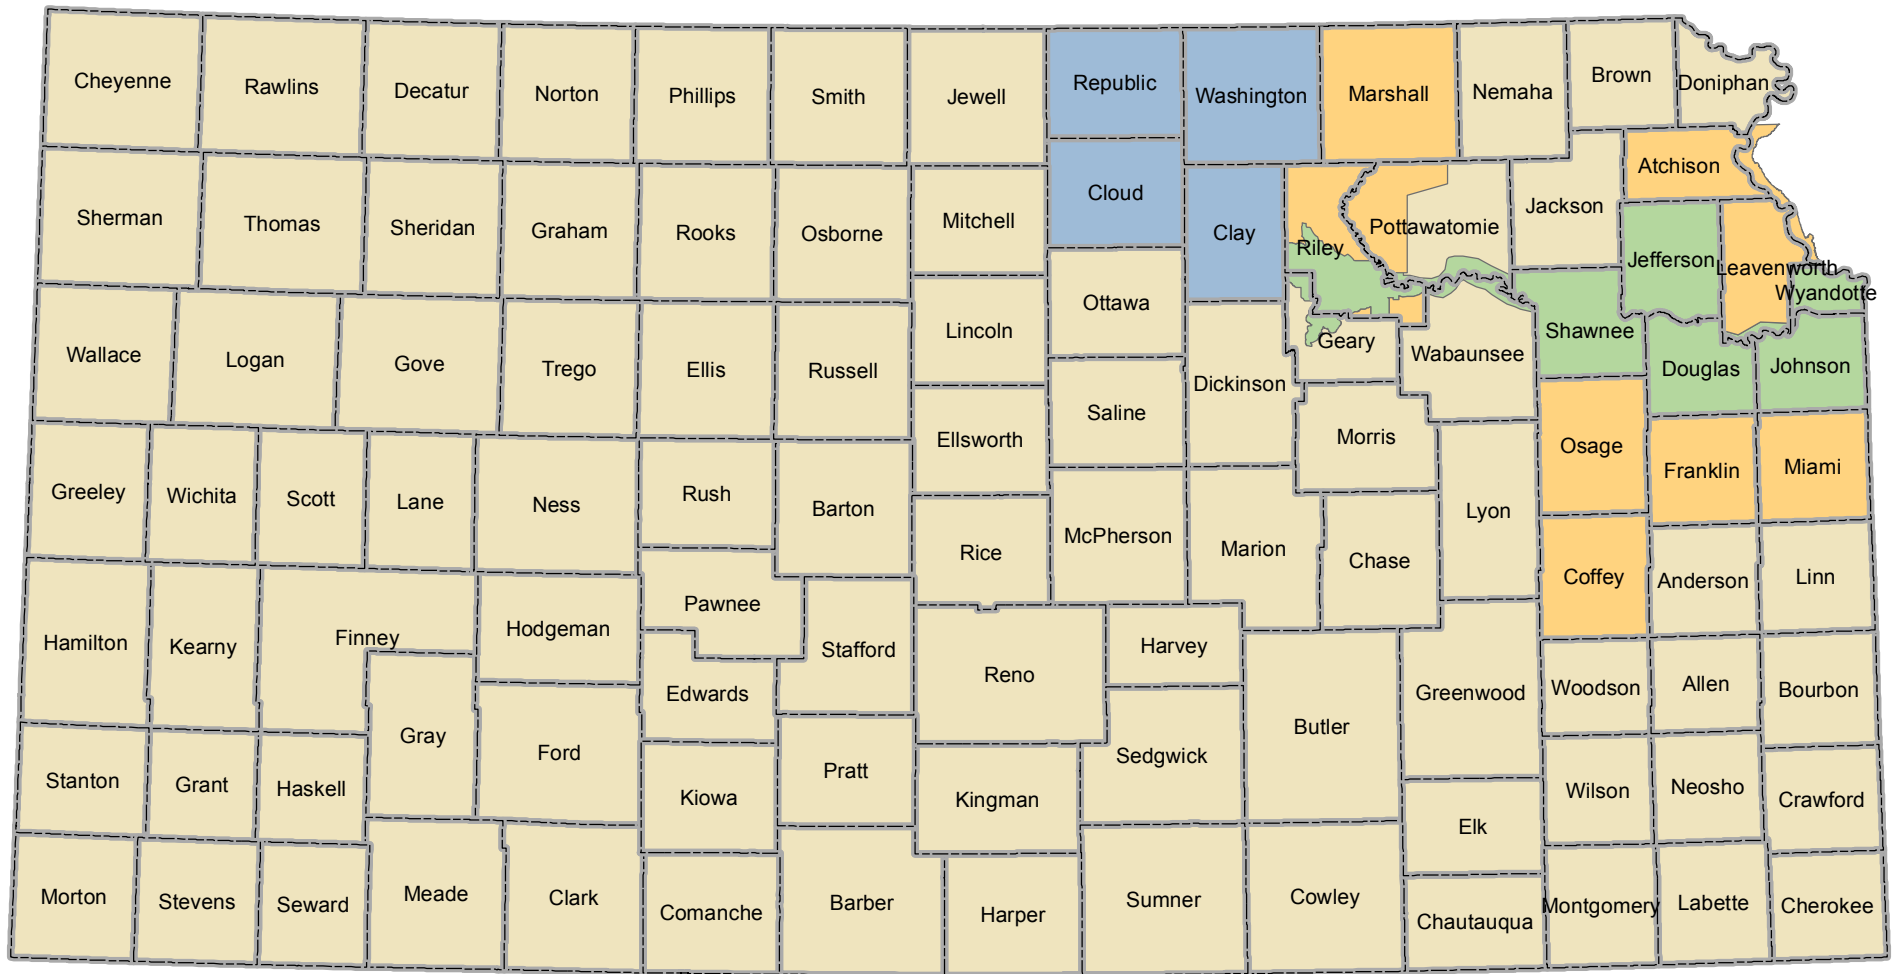 Cheyenne
Rawlins
Decatur
Norton
Phillips
Smith
Jewell
Republic
Washington
Marshall
Nemaha
Brown
Doniphan
Sherman
Thomas
Sheridan
Graham
Rooks
Osborne
Mitchell
Cloud
Clay
Riley
Pottawatomie
Jackson
Atchison
Jefferson
Leavenworth
Wyandotte
Wallace
Logan
Gove
Trego
Ellis
Russell
Lincoln
Ottawa
Dickinson
Geary
Wabaunsee
Shawnee
Douglas
Johnson
Greeley
Wichita
Scott
Lane
Ness
Rush
Barton
Ellsworth
Saline
Morris
Osage
Franklin
Miami
Rice
McPherson
Marion
Chase
Lyon
Coffey
Anderson
Linn
Hamilton
Kearny
Finney
Hodgeman
Pawnee
Stafford
Reno
Harvey
Greenwood
Woodson
Allen
Bourbon
Edwards
Gray
Ford
Sedgwick
Butler
Stanton
Grant
Haskell
Kiowa
Pratt
Kingman
Elk
Wilson
Neosho
Crawford
Morton
Stevens
Seward
Meade
Clark
Comanche
Barber
Harper
Sumner
Cowley
Chautauqua
Montgomery
Labette
Cherokee